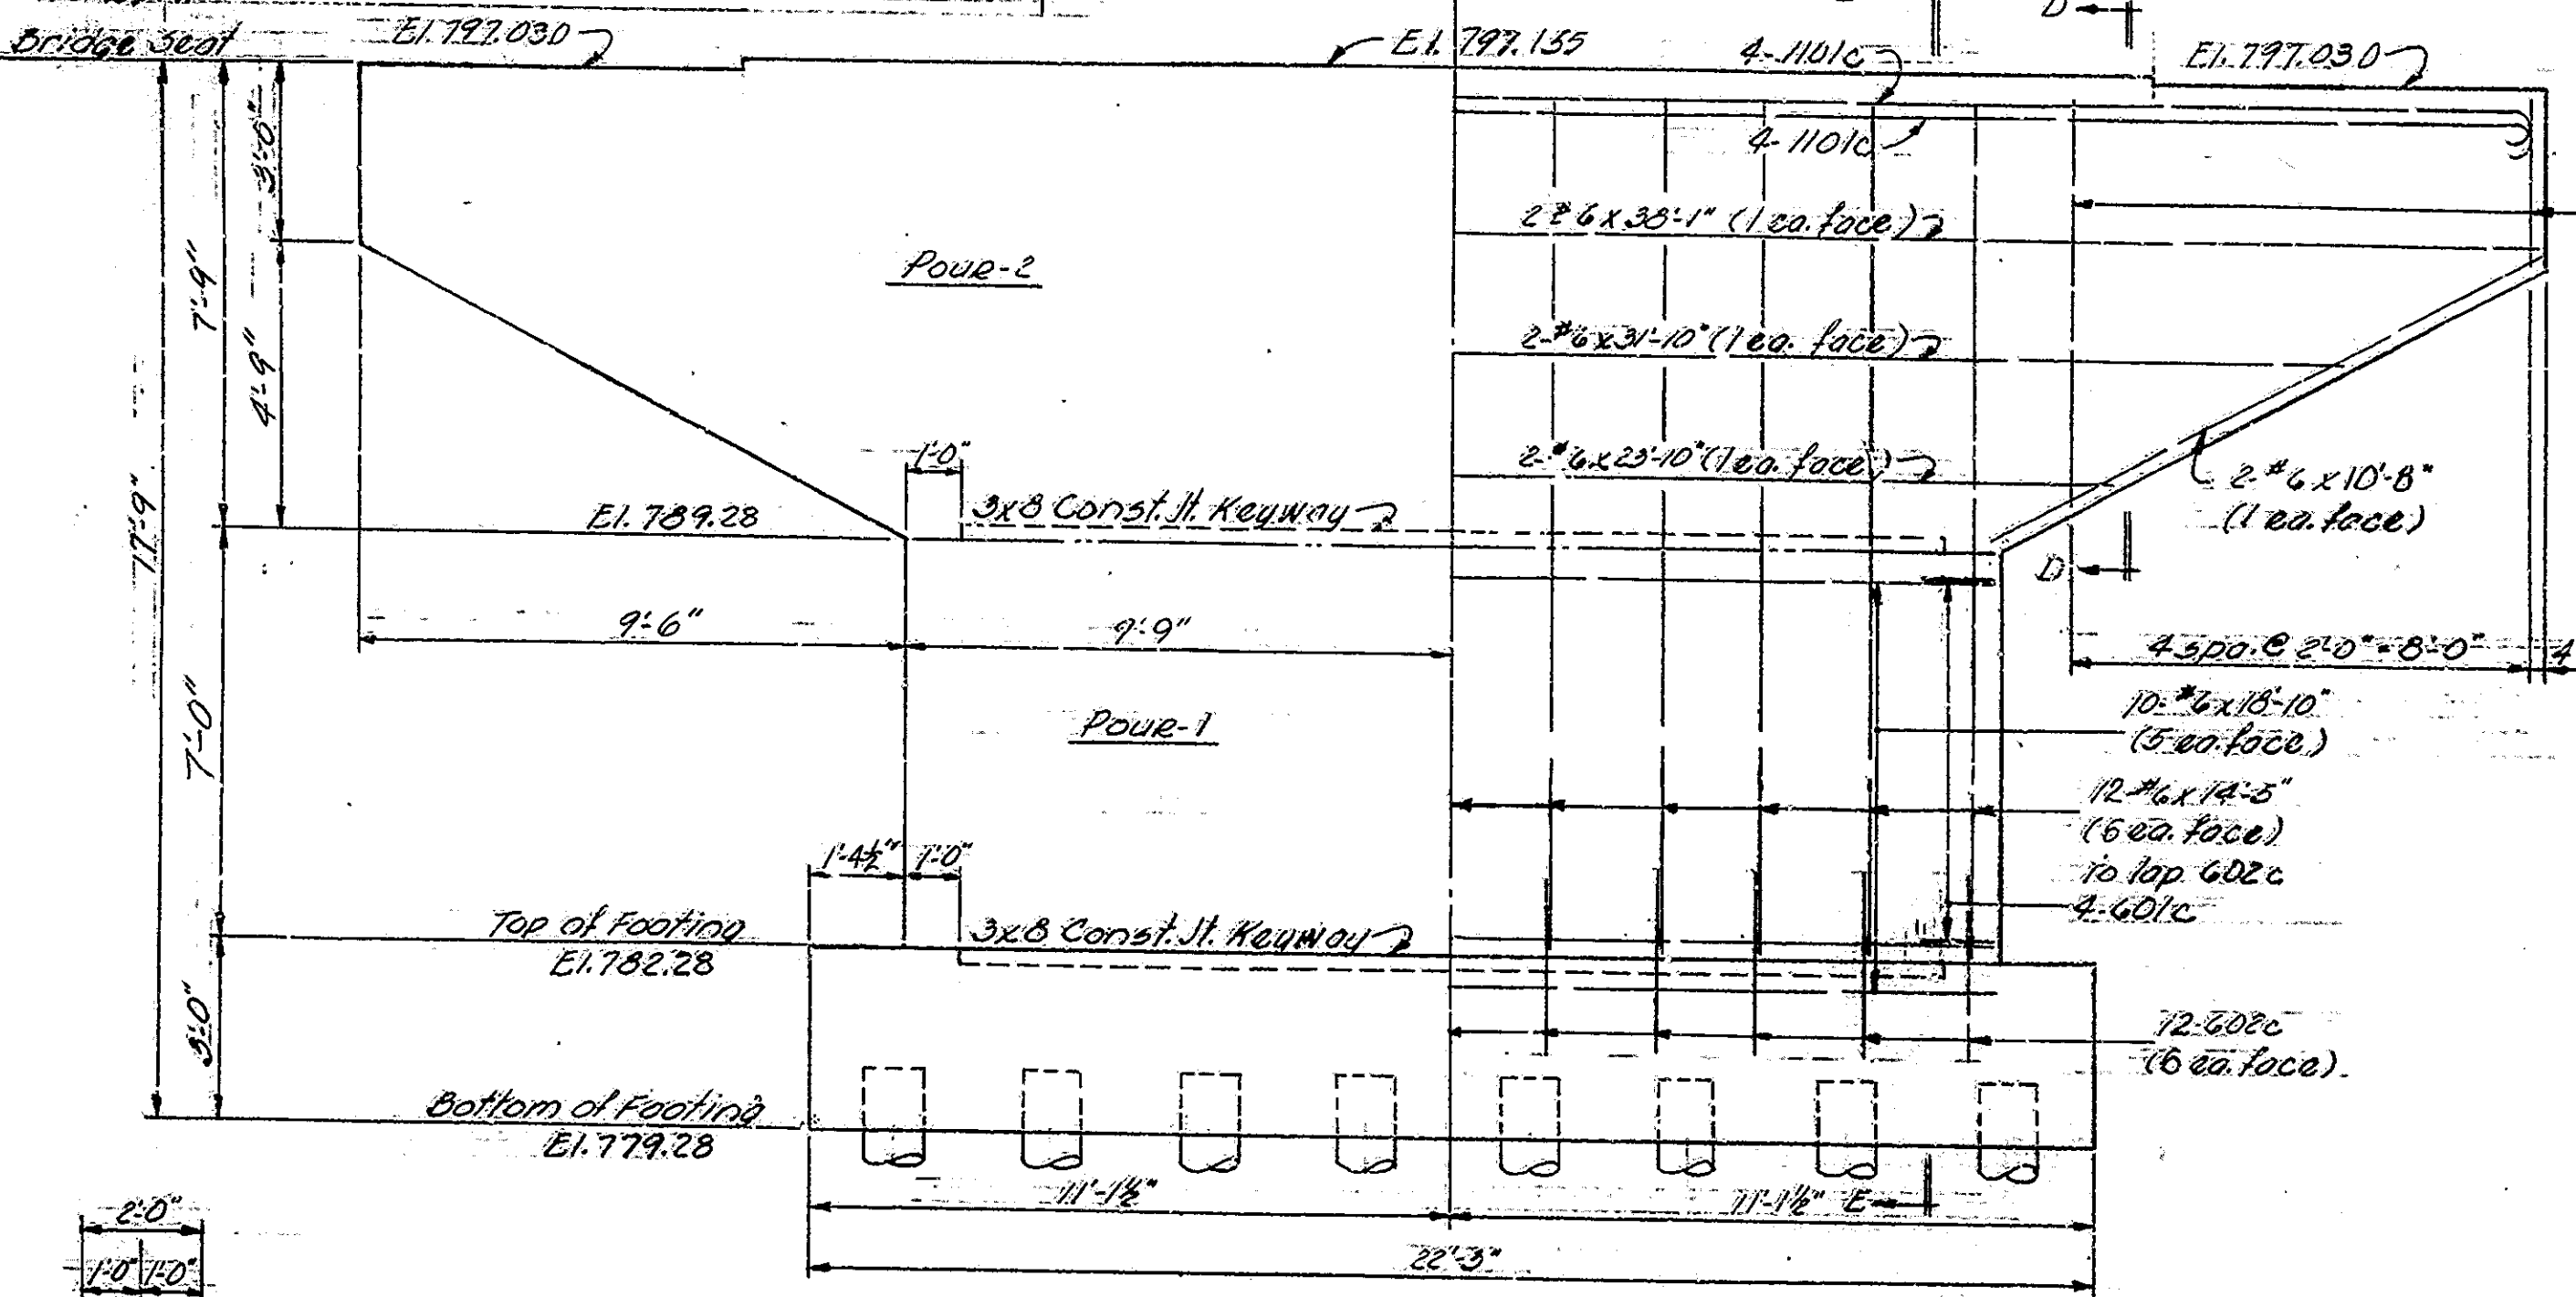 Bridge Seat
El. 797.030
El. 797.155
4-1101c
D
El. 797.030
4-1101c
3'-0"
7'-9"
4'-9"
17'-9"
2-#6 x 38'-1" (1 ea. face)
Pour-2
2-#6 x 31'-10" (1 ea. face)
2-#6 x 23'-10" (1 ea. face)
1'-0"
2-#6 x 10'-8"
(1 ea. face)
El. 789.28
3x8 Const. Jt. Keyway
D
9'-6"
9'-9"
4 spa. @ 2'-0" = 8'-0"
4
7'-0"
Pour-1
10-#6 x 18'-10"
(5 ea. face)
12-#6 x 14'-5"
(6 ea. face)
to lap 602c
4-601c
1'-4½"
1'-0"
Top of Footing
El. 782.28
3x8 Const. Jt. Keyway
3'-0"
12-602c
(6 ea. face)
Bottom of Footing
El. 779.28
11'-1½"
11'-1½"
E
22'-3"
2'-0"
1'-0"
1'-0"